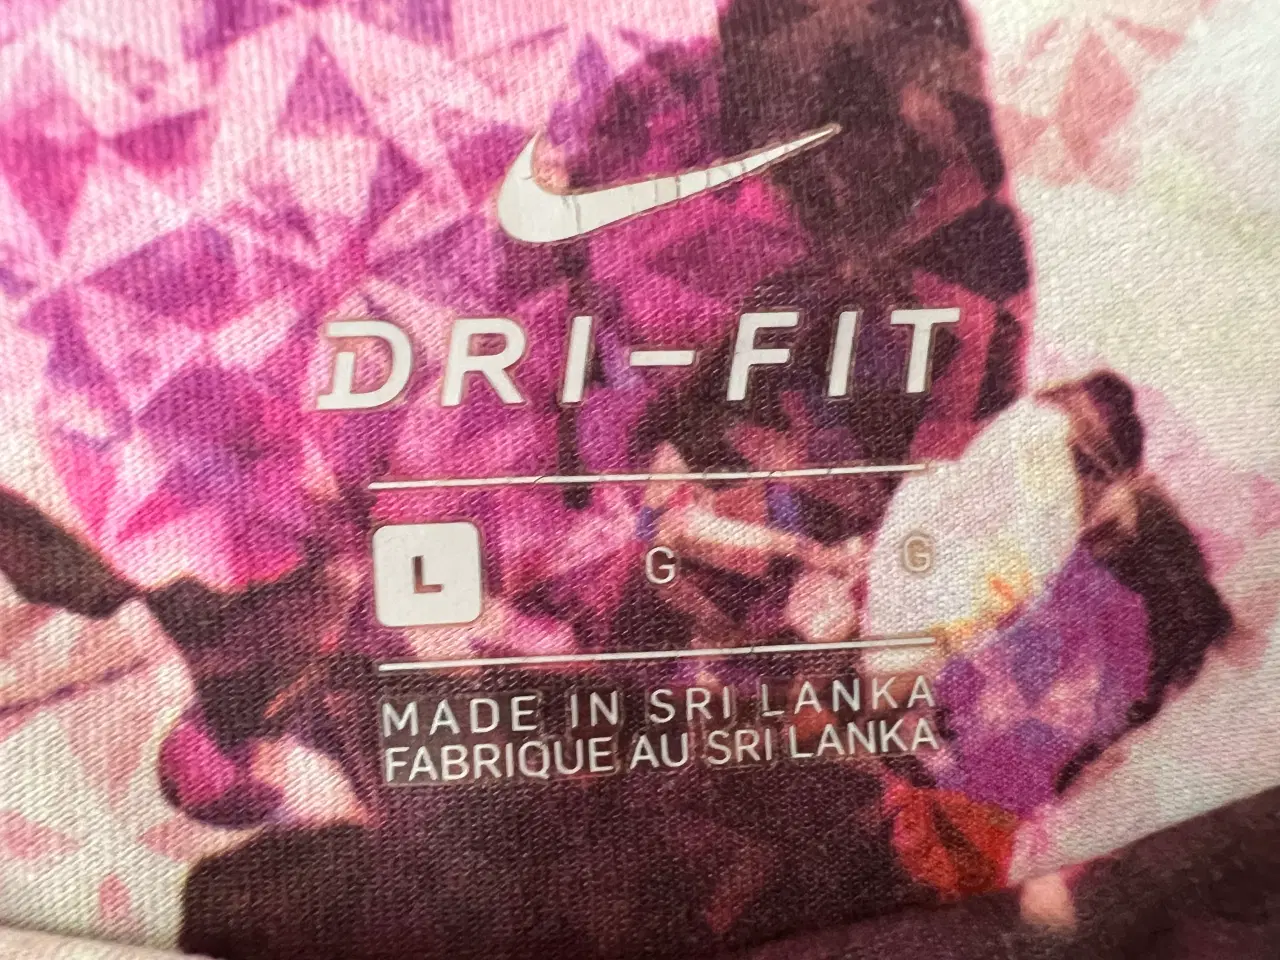 DRI-FIT
L G G
MADE IN SRI LANKA
FABRIQUE AU SRI LANKA